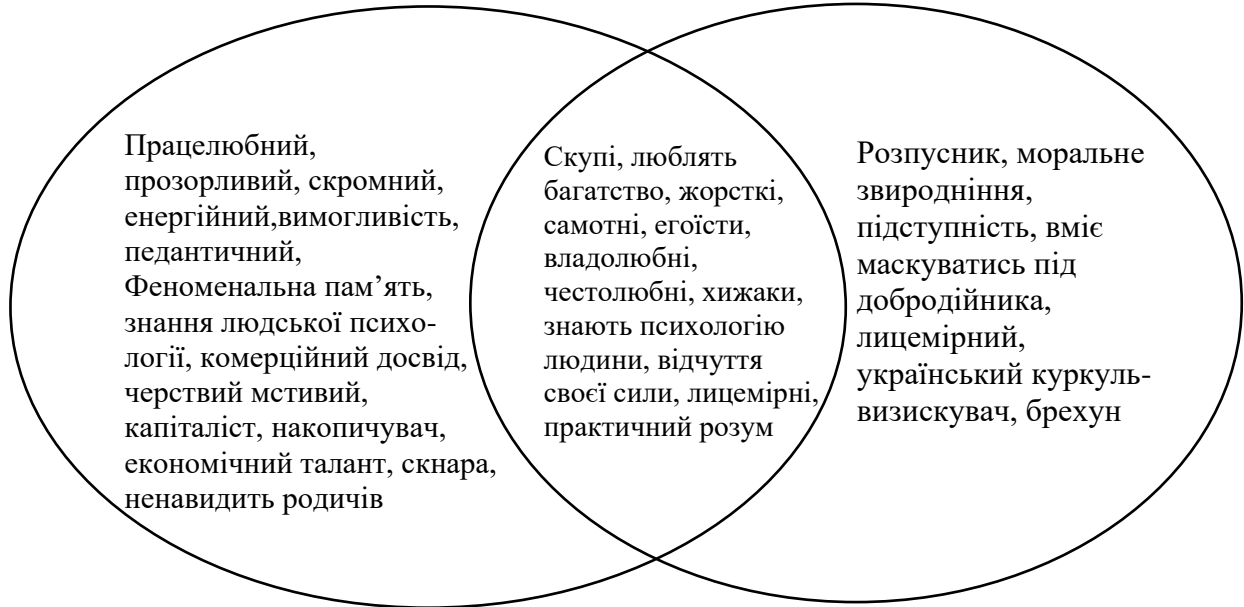 Працелюбний,
прозорливий, скромний,
енергійний,вимогливість,
педантичний,
Феноменальна пам’ять,
знання людської психо-
логії, комерційний досвід,
черствий мстивий,
капіталіст, накопичувач,
економічний талант, скнара,
ненавидить родичів
Скупі, люблять
багатство, жорсткі,
самотні, егоїсти,
владолюбні,
честолюбні, хижаки,
знають психологію
людини, відчуття
своєї сили, лицемірні,
практичний розум
Розпусник, моральне
звиродніння,
підступність, вміє
маскуватись під
добродійника,
лицемірний,
український куркуль-
визискувач, брехун